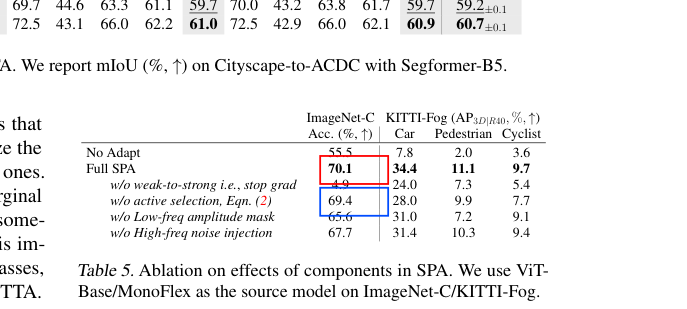 69.7 44.6 63.3 61.1 59.7 70.0 43.2 63.8 61.7 59.7 59.2±0.1
72.5 43.1 66.0 62.2 61.0 72.5 42.9 66.0 62.1 60.9 60.7±0.1
TA. We report mIoU (%, ↑) on Cityscape-to-ACDC with Segformer-B5.
s that
ze the
ones.
rginal
some-
is im-
asses,
TTA.
ImageNet-C KITTI-Fog (AP3D|R40, %, ↑)
Acc. (%, ↑) Car Pedestrian Cyclist
No Adapt 55.5 7.8 2.0 3.6
Full SPA 70.1 34.4 11.1 9.7
w/o weak-to-strong i.e., stop grad 4.9 24.0 7.3 5.4
w/o active selection, Eqn. (2) 69.4 28.0 9.9 7.7
w/o Low-freq amplitude mask 65.6 31.0 7.2 9.1
w/o High-freq noise injection 67.7 31.4 10.3 9.4
Table 5. Ablation on effects of components in SPA. We use ViT-
Base/MonoFlex as the source model on ImageNet-C/KITTI-Fog.